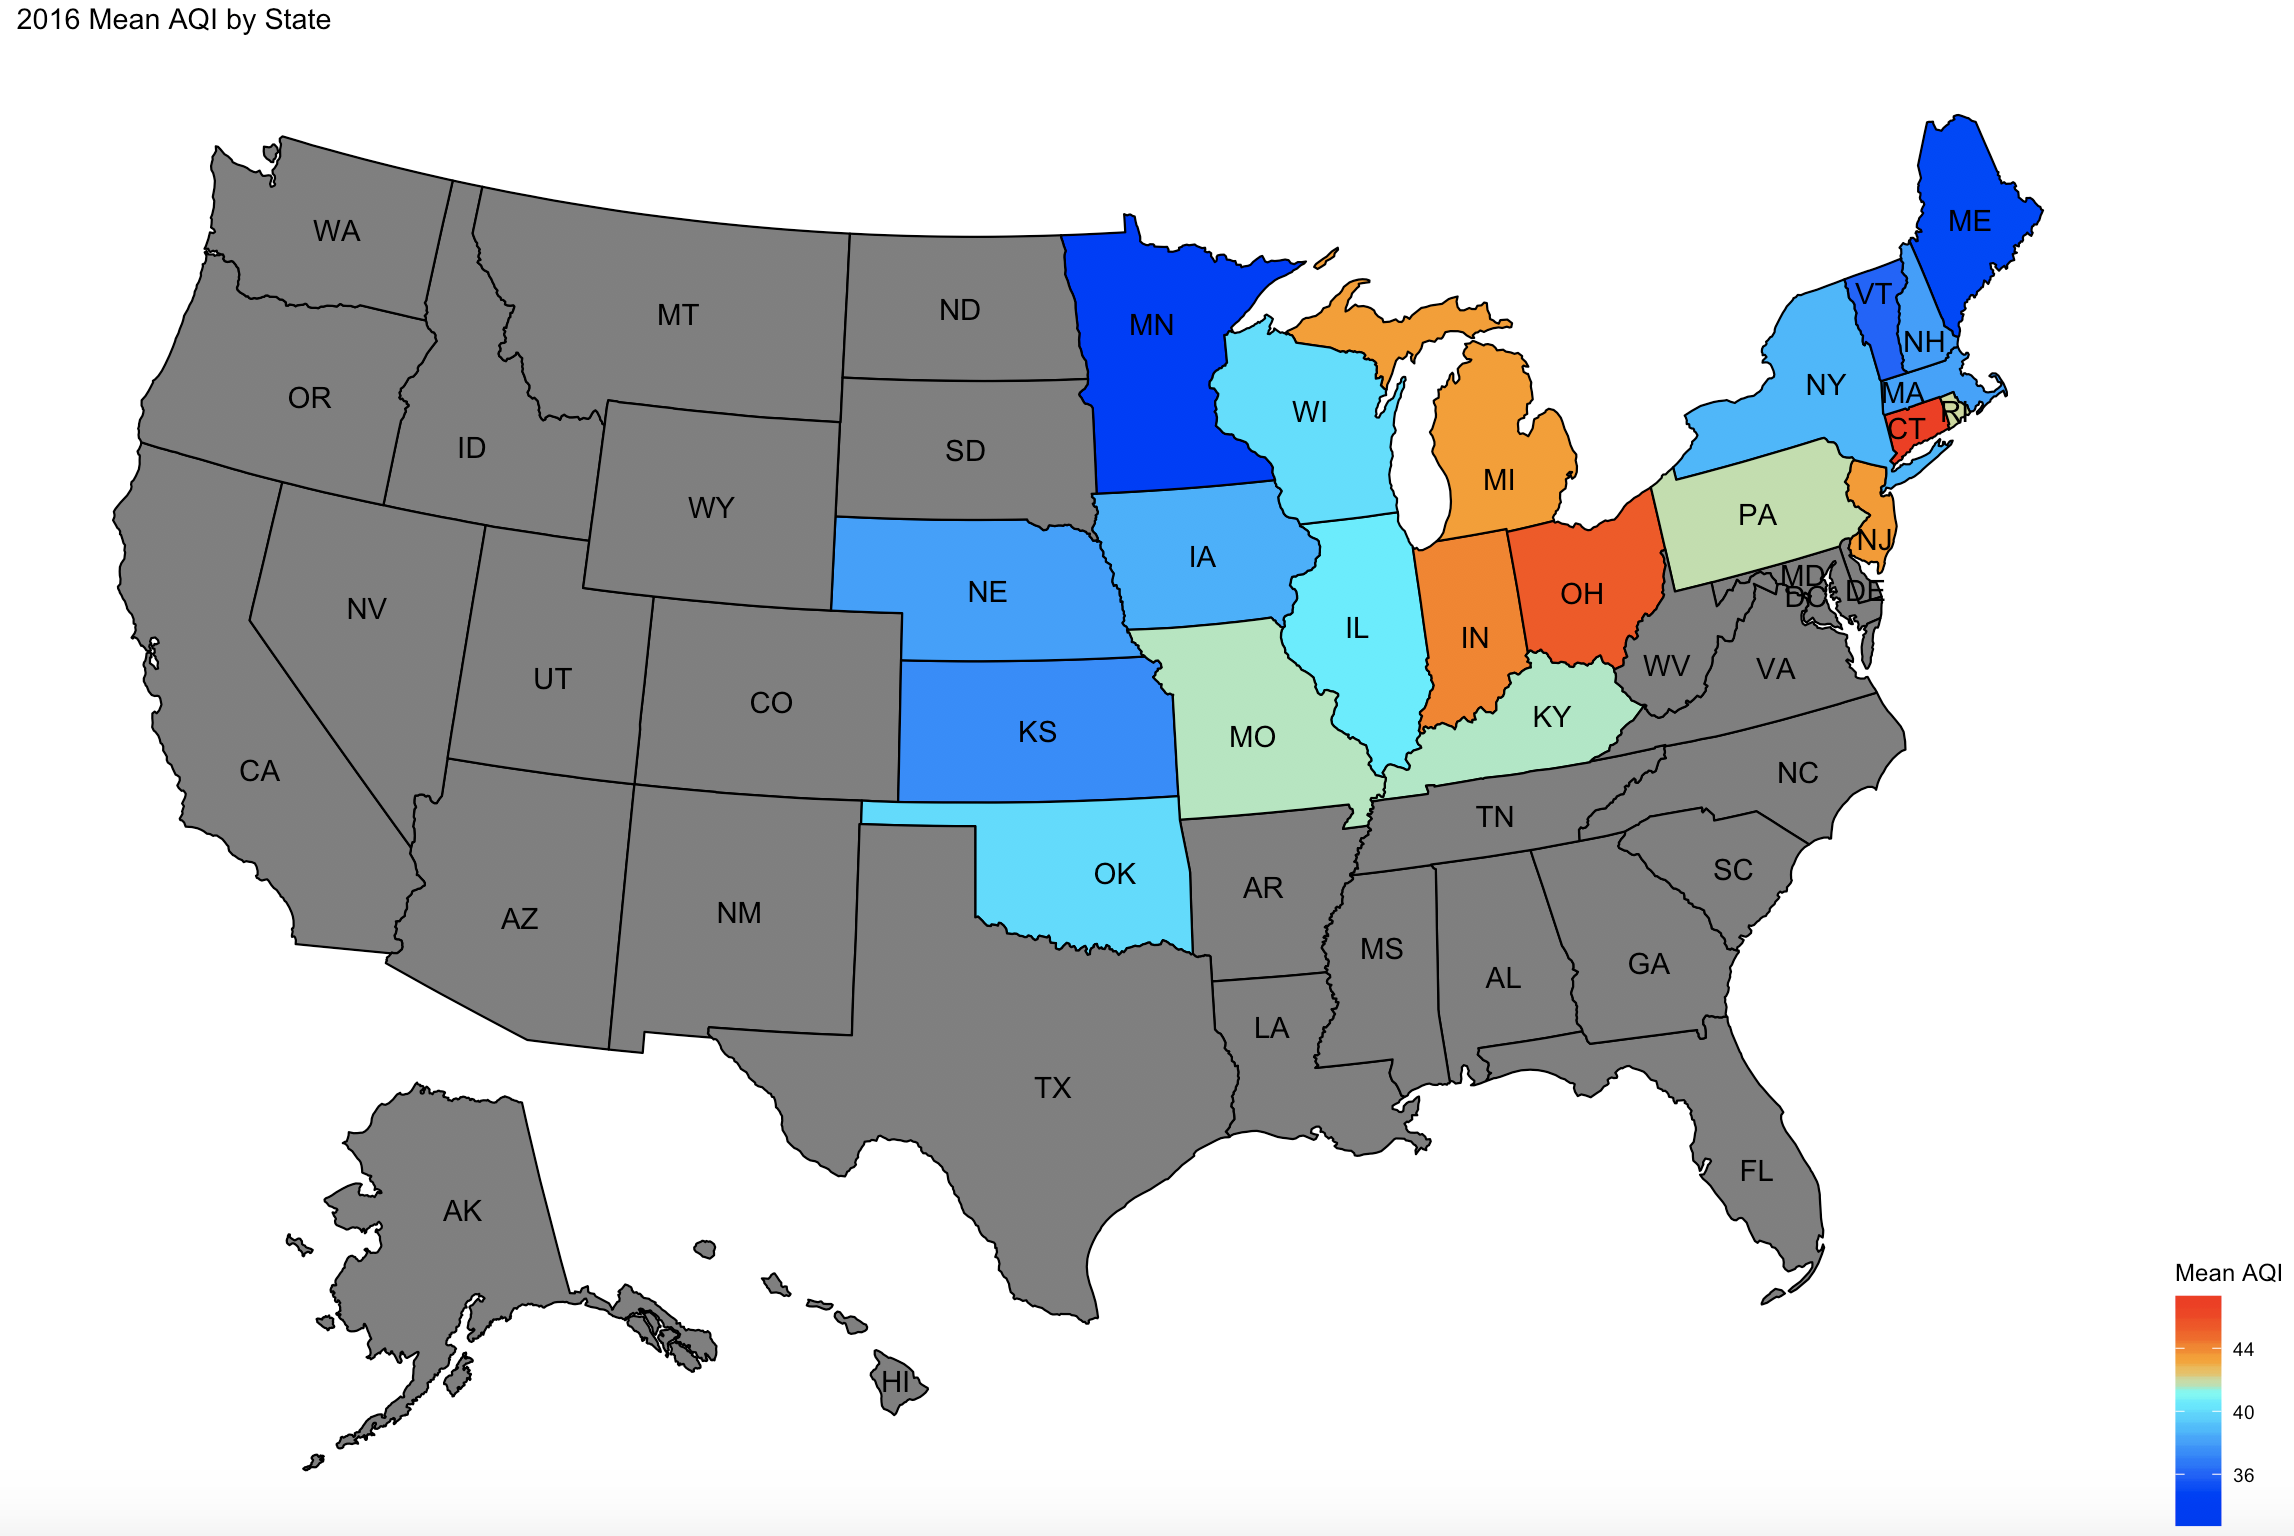 2016 Mean AQI by State
ME
WA
VT
MT
ND
MN
NH
OR
NY
MA
WI
RI
CT
ID
SD
MI
WY
PA
NJ
IA
MD
NE
OH
DE
DC
NV
IL
IN
WV
VA
UT
CO
KS
MO
KY
CA
NC
TN
OK
AR
SC
AZ
NM
MS
GA
AL
LA
TX
FL
AK
Mean AQI
44
HI
40
36